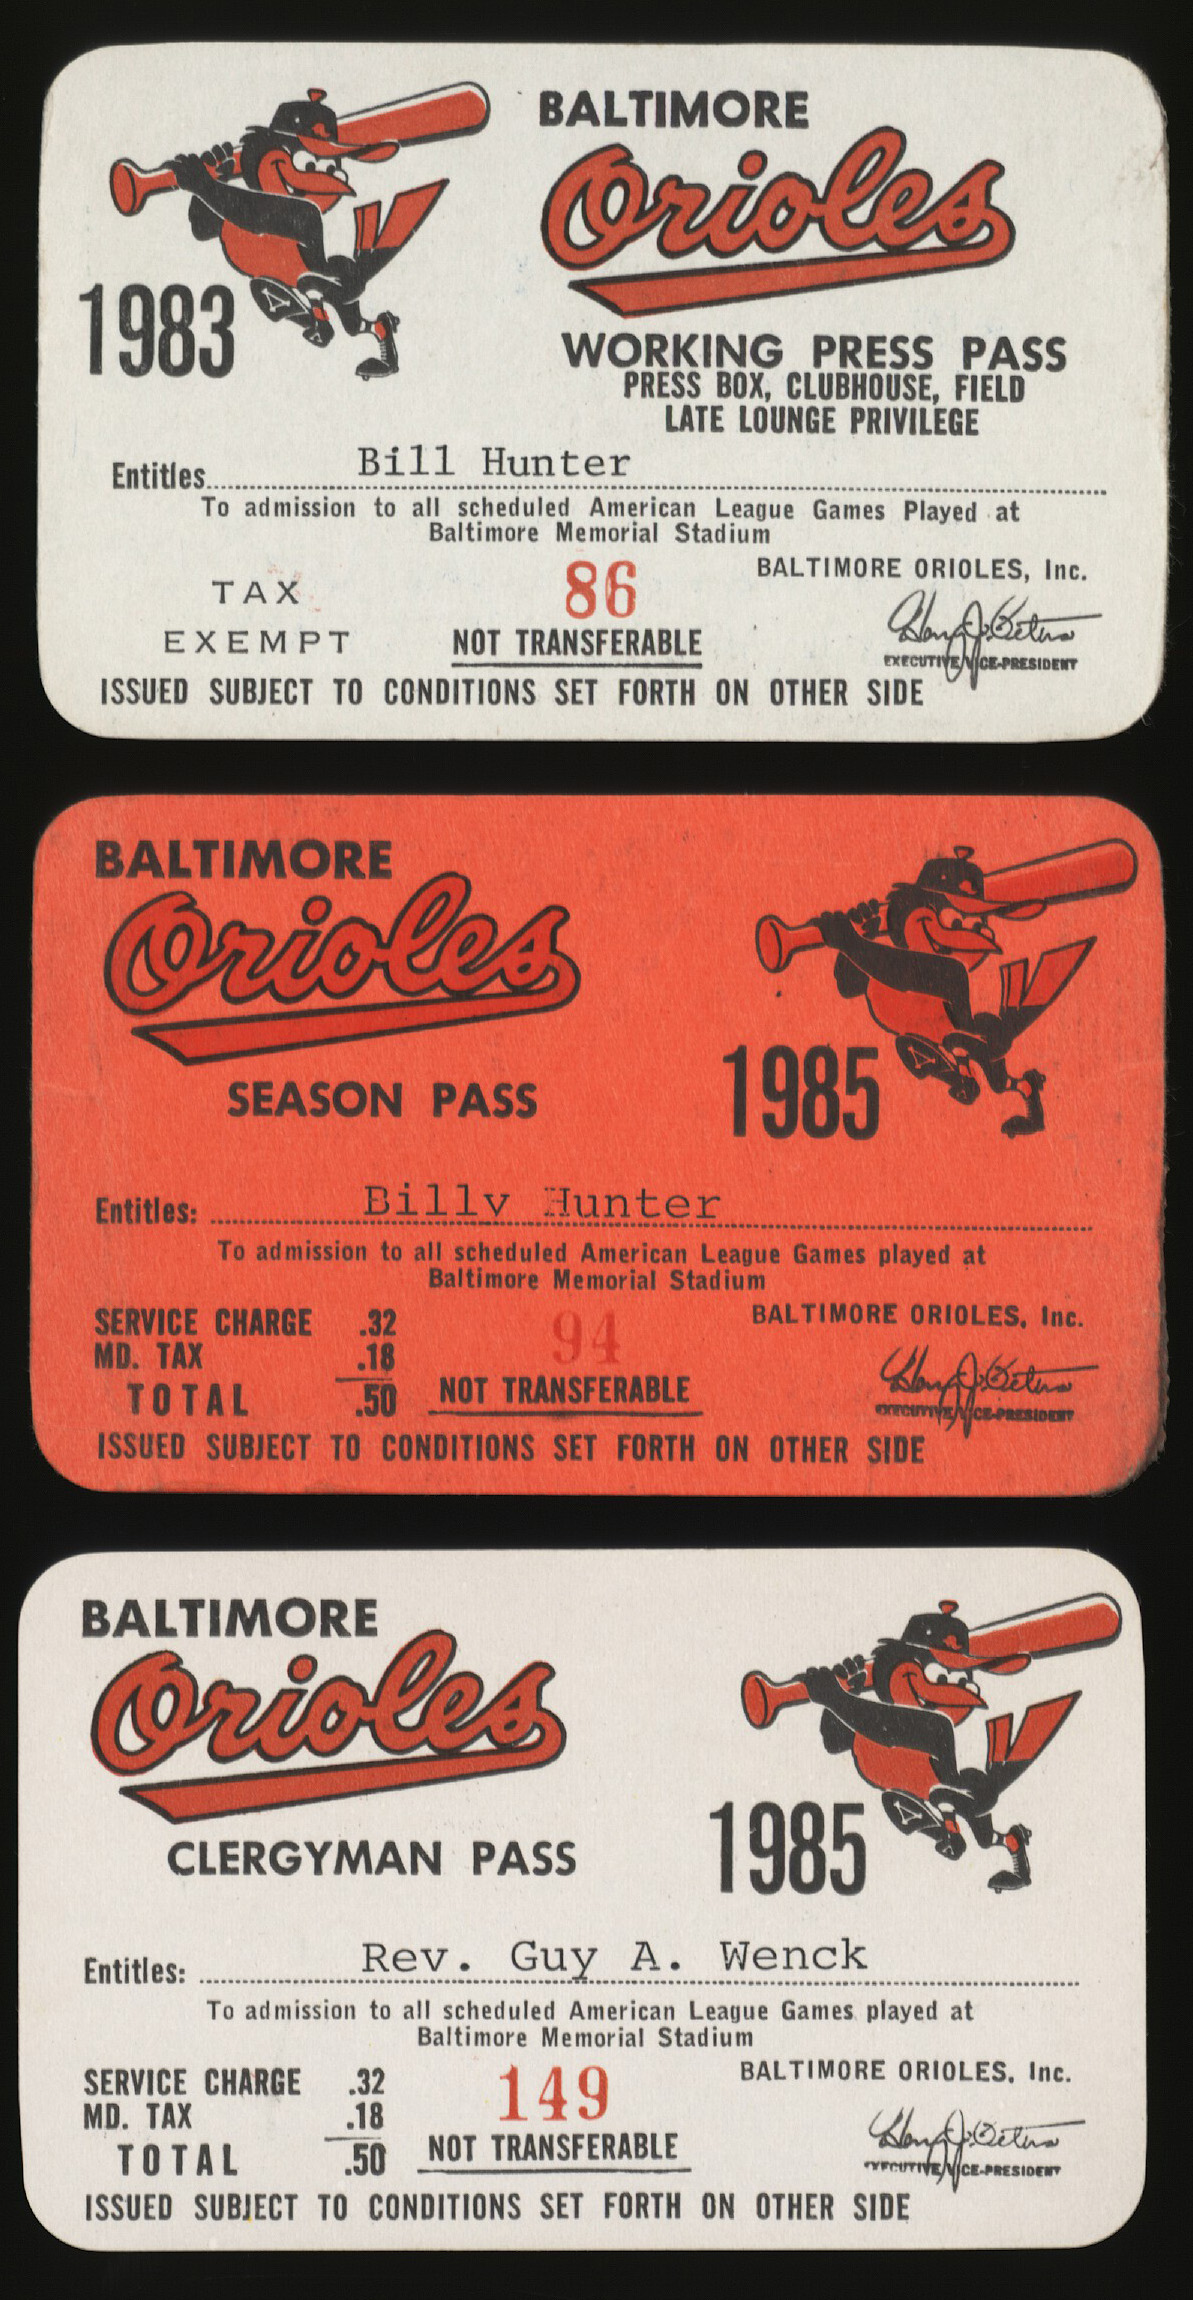 BALTIMORE
Orioles
1983
WORKING PRESS PASS
PRESS BOX, CLUBHOUSE, FIELD
LATE LOUNGE PRIVILEGE
Entitles Bill Hunter
To admission to all scheduled American League Games Played at
Baltimore Memorial Stadium
BALTIMORE ORIOLES, Inc.
TAX
EXEMPT
86
NOT TRANSFERABLE
Hank J. Peters
EXECUTIVE VICE-PRESIDENT
ISSUED SUBJECT TO CONDITIONS SET FORTH ON OTHER SIDE
BALTIMORE
Orioles
SEASON PASS
1985
Entitles: Billy Hunter
To admission to all scheduled American League Games played at
Baltimore Memorial Stadium
SERVICE CHARGE .32
MD. TAX .18
TOTAL .50
94
NOT TRANSFERABLE
BALTIMORE ORIOLES, Inc.
Hank J. Peters
EXECUTIVE VICE-PRESIDENT
ISSUED SUBJECT TO CONDITIONS SET FORTH ON OTHER SIDE
BALTIMORE
Orioles
CLERGYMAN PASS
1985
Entitles: Rev. Guy A. Wenck
To admission to all scheduled American League Games played at
Baltimore Memorial Stadium
SERVICE CHARGE .32
MD. TAX .18
TOTAL .50
149
NOT TRANSFERABLE
BALTIMORE ORIOLES, Inc.
Hank J. Peters
EXECUTIVE VICE-PRESIDENT
ISSUED SUBJECT TO CONDITIONS SET FORTH ON OTHER SIDE